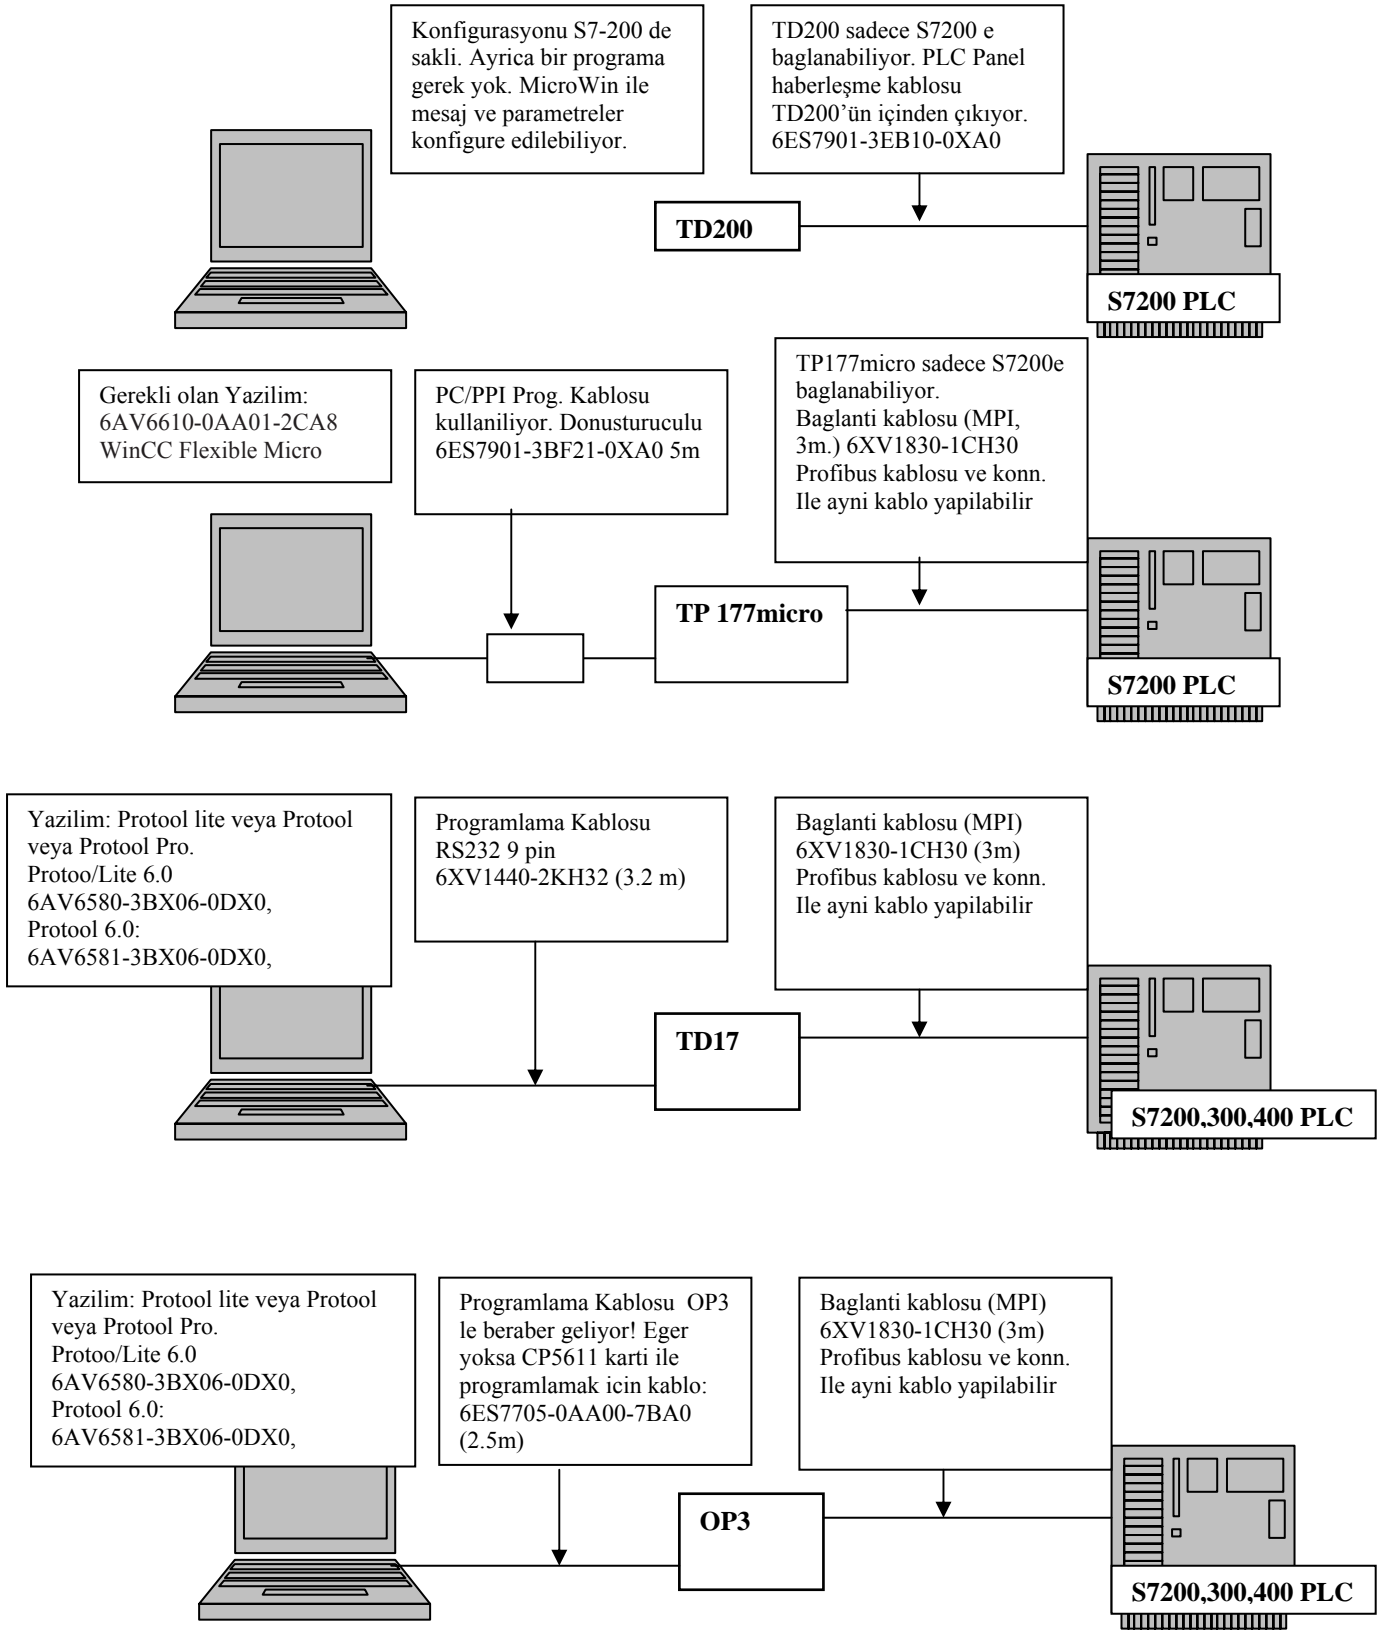 Konfigurasyonu S7-200 de
sakli. Ayrica bir programa
gerek yok. MicroWin ile
mesaj ve parametreler
konfigure edilebiliyor.
TD200 sadece S7200 e
baglanabiliyor. PLC Panel
haberleşme kablosu
TD200’ün içinden çıkıyor.
6ES7901-3EB10-0XA0
TD200
S7200 PLC
Gerekli olan Yazilim:
6AV6610-0AA01-2CA8
WinCC Flexible Micro
PC/PPI Prog. Kablosu
kullaniliyor. Donusturuculu
6ES7901-3BF21-0XA0 5m
TP177micro sadece S7200e
baglanabiliyor.
Baglanti kablosu (MPI,
3m.) 6XV1830-1CH30
Profibus kablosu ve konn.
Ile ayni kablo yapilabilir
TP 177micro
S7200 PLC
Yazilim: Protool lite veya Protool
veya Protool Pro.
Protoo/Lite 6.0
6AV6580-3BX06-0DX0,
Protool 6.0:
6AV6581-3BX06-0DX0,
Programlama Kablosu
RS232 9 pin
6XV1440-2KH32 (3.2 m)
Baglanti kablosu (MPI)
6XV1830-1CH30 (3m)
Profibus kablosu ve konn.
Ile ayni kablo yapilabilir
TD17
S7200,300,400 PLC
Yazilim: Protool lite veya Protool
veya Protool Pro.
Protoo/Lite 6.0
6AV6580-3BX06-0DX0,
Protool 6.0:
6AV6581-3BX06-0DX0,
Programlama Kablosu  OP3
le beraber geliyor! Eger
yoksa CP5611 karti ile
programlamak icin kablo:
6ES7705-0AA00-7BA0
(2.5m)
Baglanti kablosu (MPI)
6XV1830-1CH30 (3m)
Profibus kablosu ve konn.
Ile ayni kablo yapilabilir
OP3
S7200,300,400 PLC